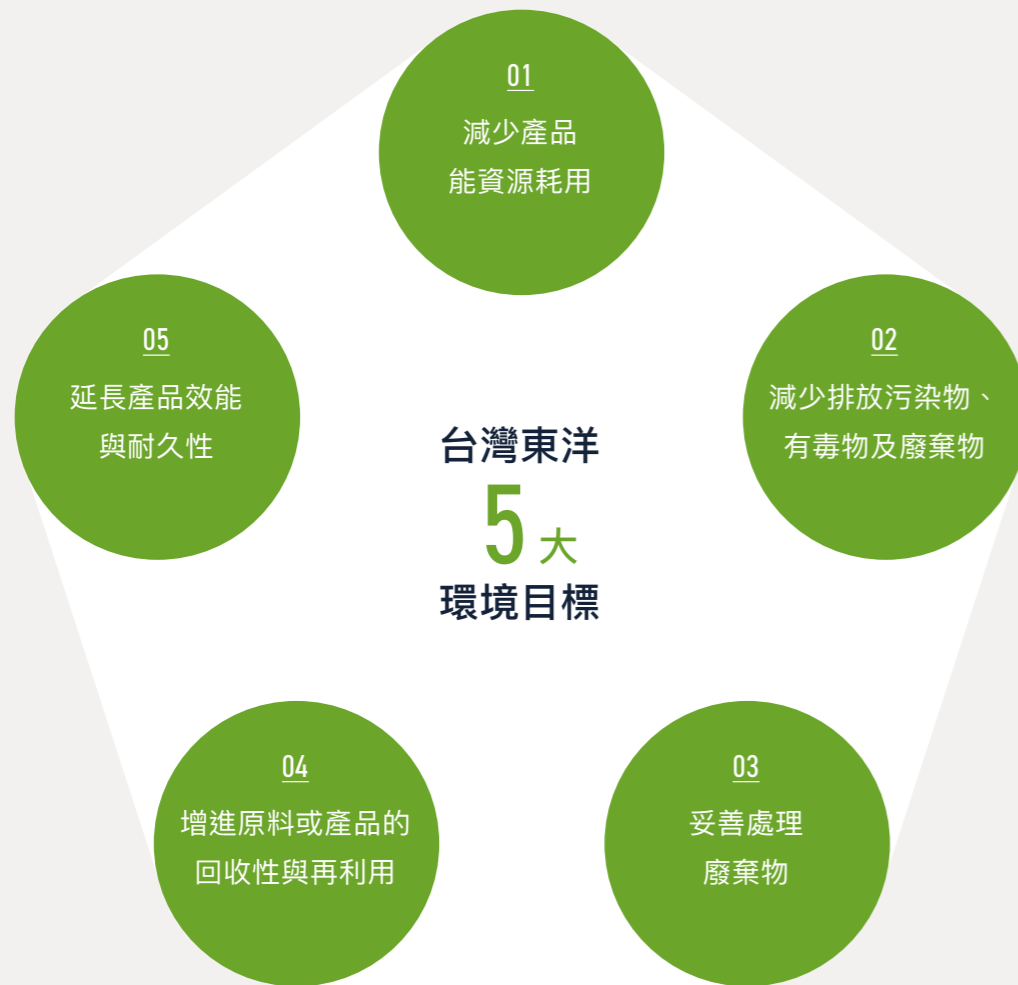 01
減少產品
能資源耗用
02
減少排放污染物、
有毒物及廢棄物
03
妥善處理
廢棄物
04
增進原料或產品的
回收性與再利用
05
延長產品效能
與耐久性
台灣東洋
5 大
環境目標